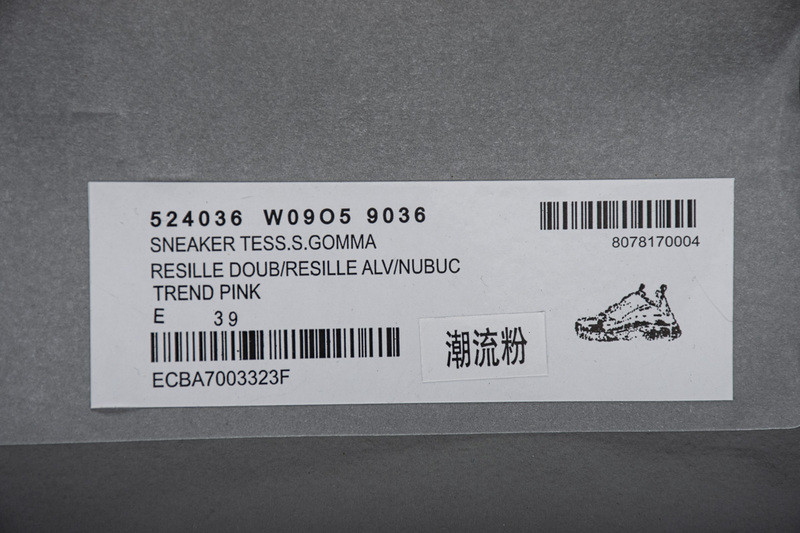 524036 W09O5 9036
8078170004
SNEAKER TESS.S.GOMMA
RESILLE DOUB/RESILLE ALV/NUBUC
TREND PINK
E 39
ECBA7003323F
潮流粉